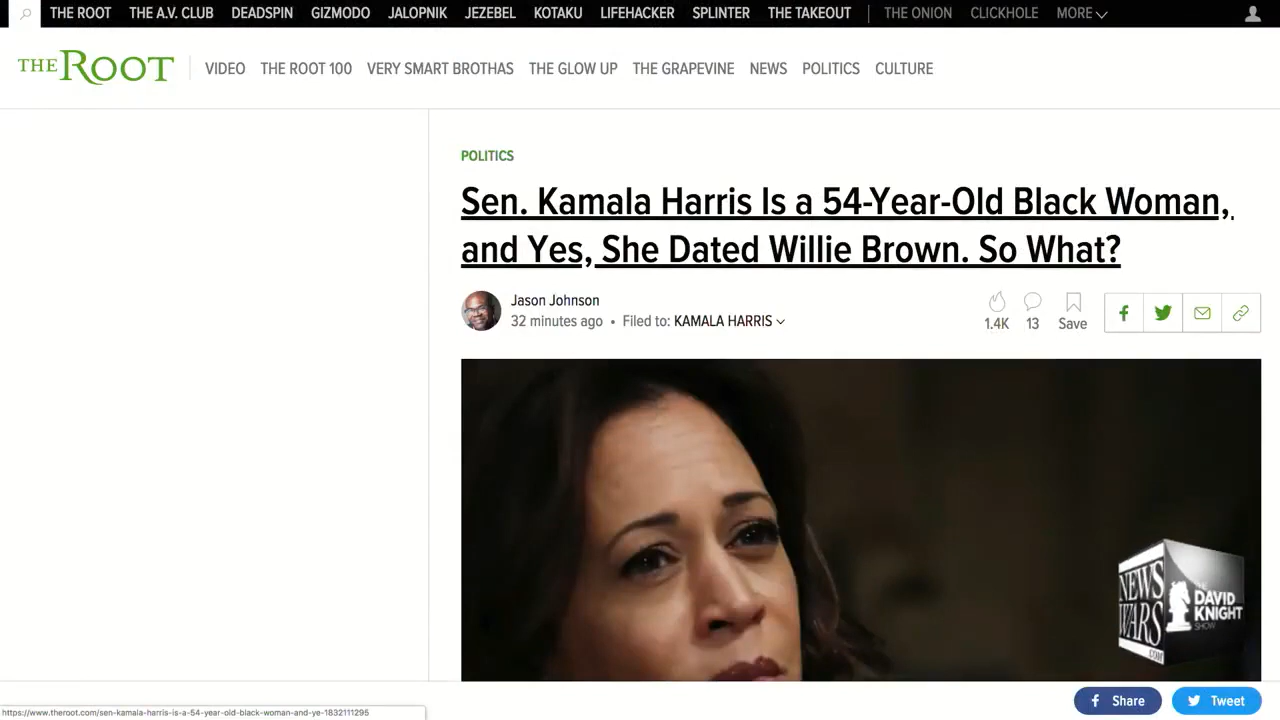 THE ROOT THE A.V. CLUB DEADSPIN GIZMODO JALOPNIK JEZEBEL KOTAKU LIFEHACKER SPLINTER THE TAKEOUT THE ONION CLICKHOLE MORE
THE ROOT VIDEO THE ROOT 100 VERY SMART BROTHAS THE GLOW UP THE GRAPEVINE NEWS POLITICS CULTURE
POLITICS
Sen. Kamala Harris Is a 54-Year-Old Black Woman,
and Yes, She Dated Willie Brown. So What?
Jason Johnson
32 minutes ago • Filed to: KAMALA HARRIS
1.4K 13 Save
NEWS
WARS
.COM
THE
DAVID
KNIGHT
SHOW
Share Tweet
https://www.theroot.com/sen-kamala-harris-is-a-54-year-old-black-woman-and-ye-1832111295